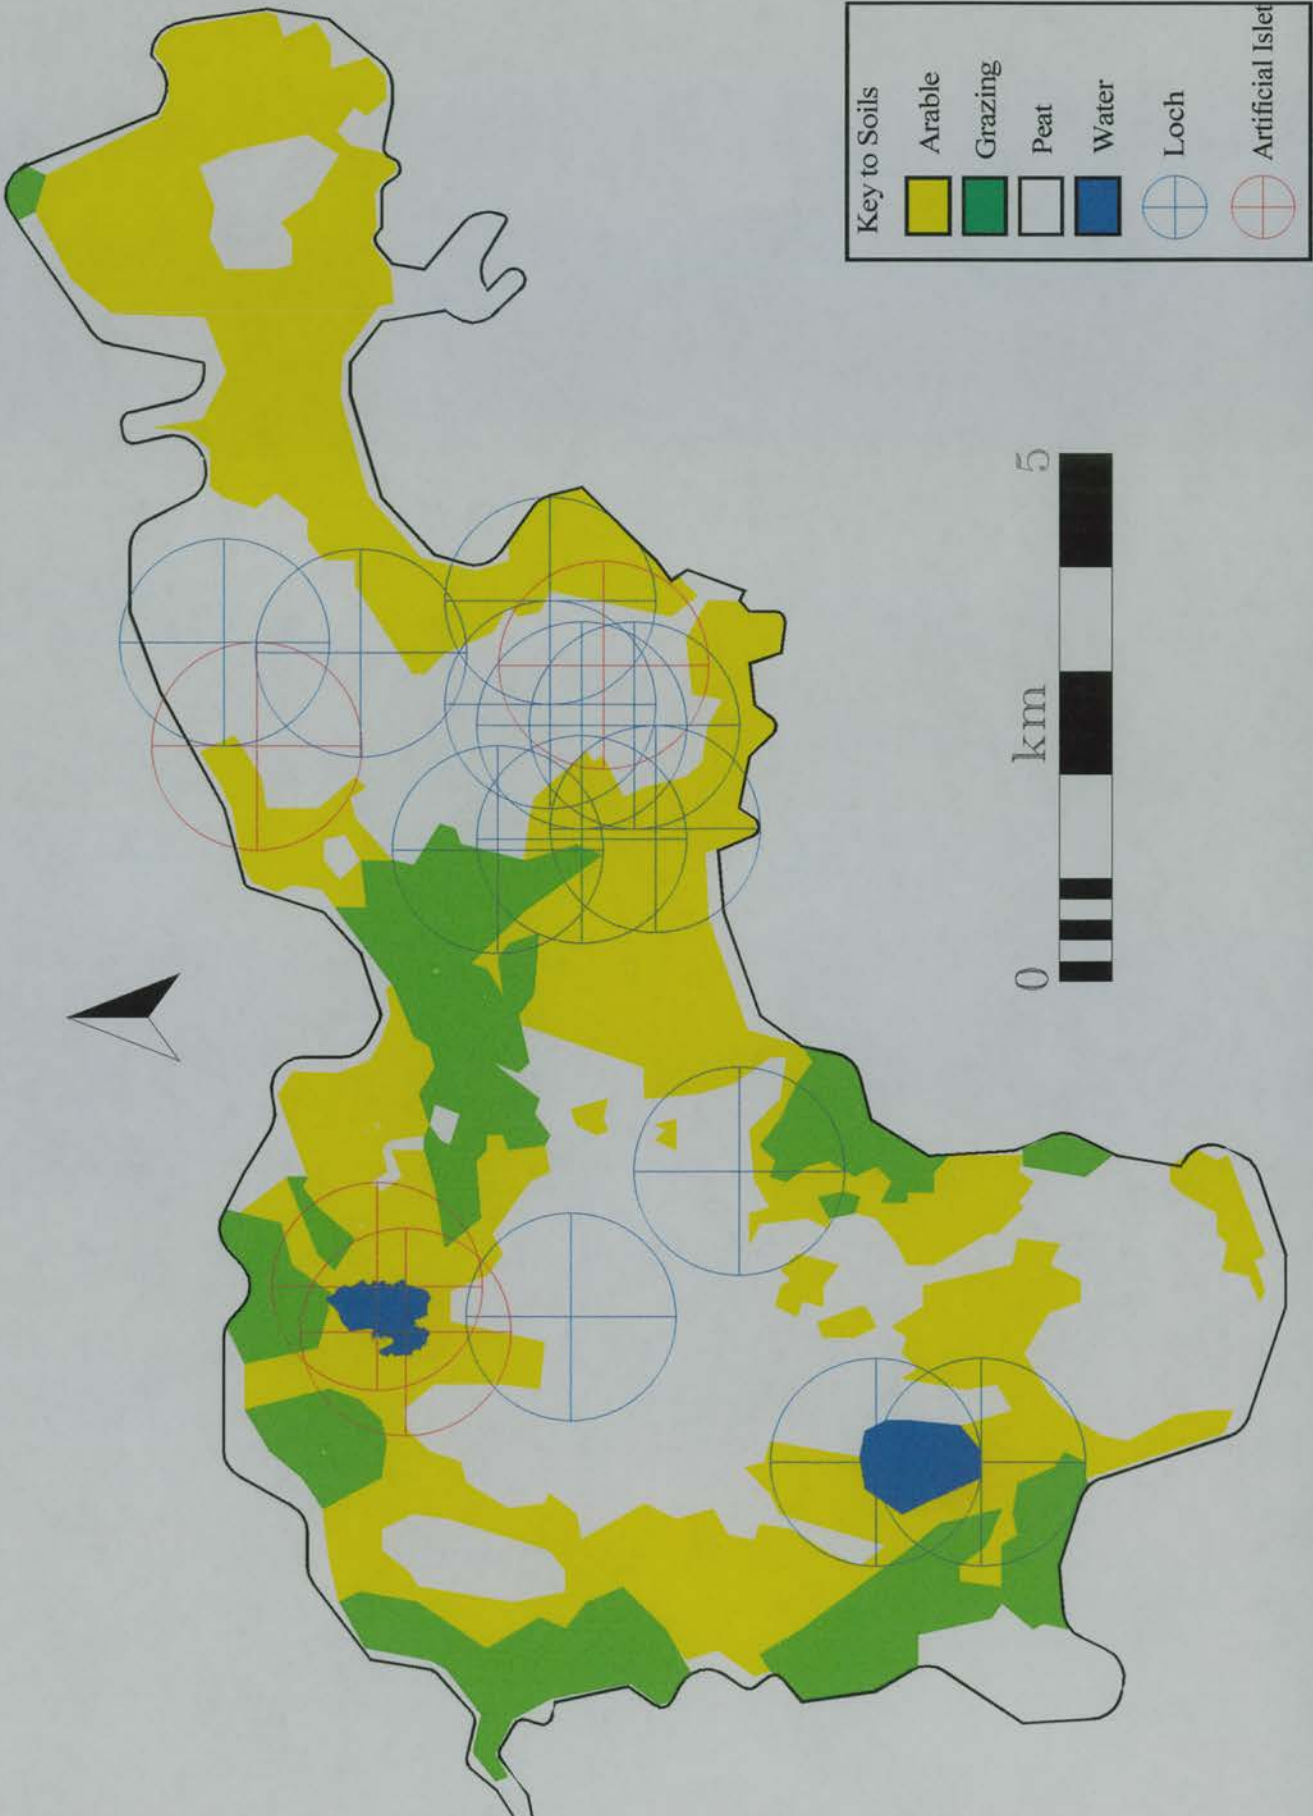 Key to Soils
Arable
Grazing
Peat
Water
Loch
Artificial Islet
0 km 5